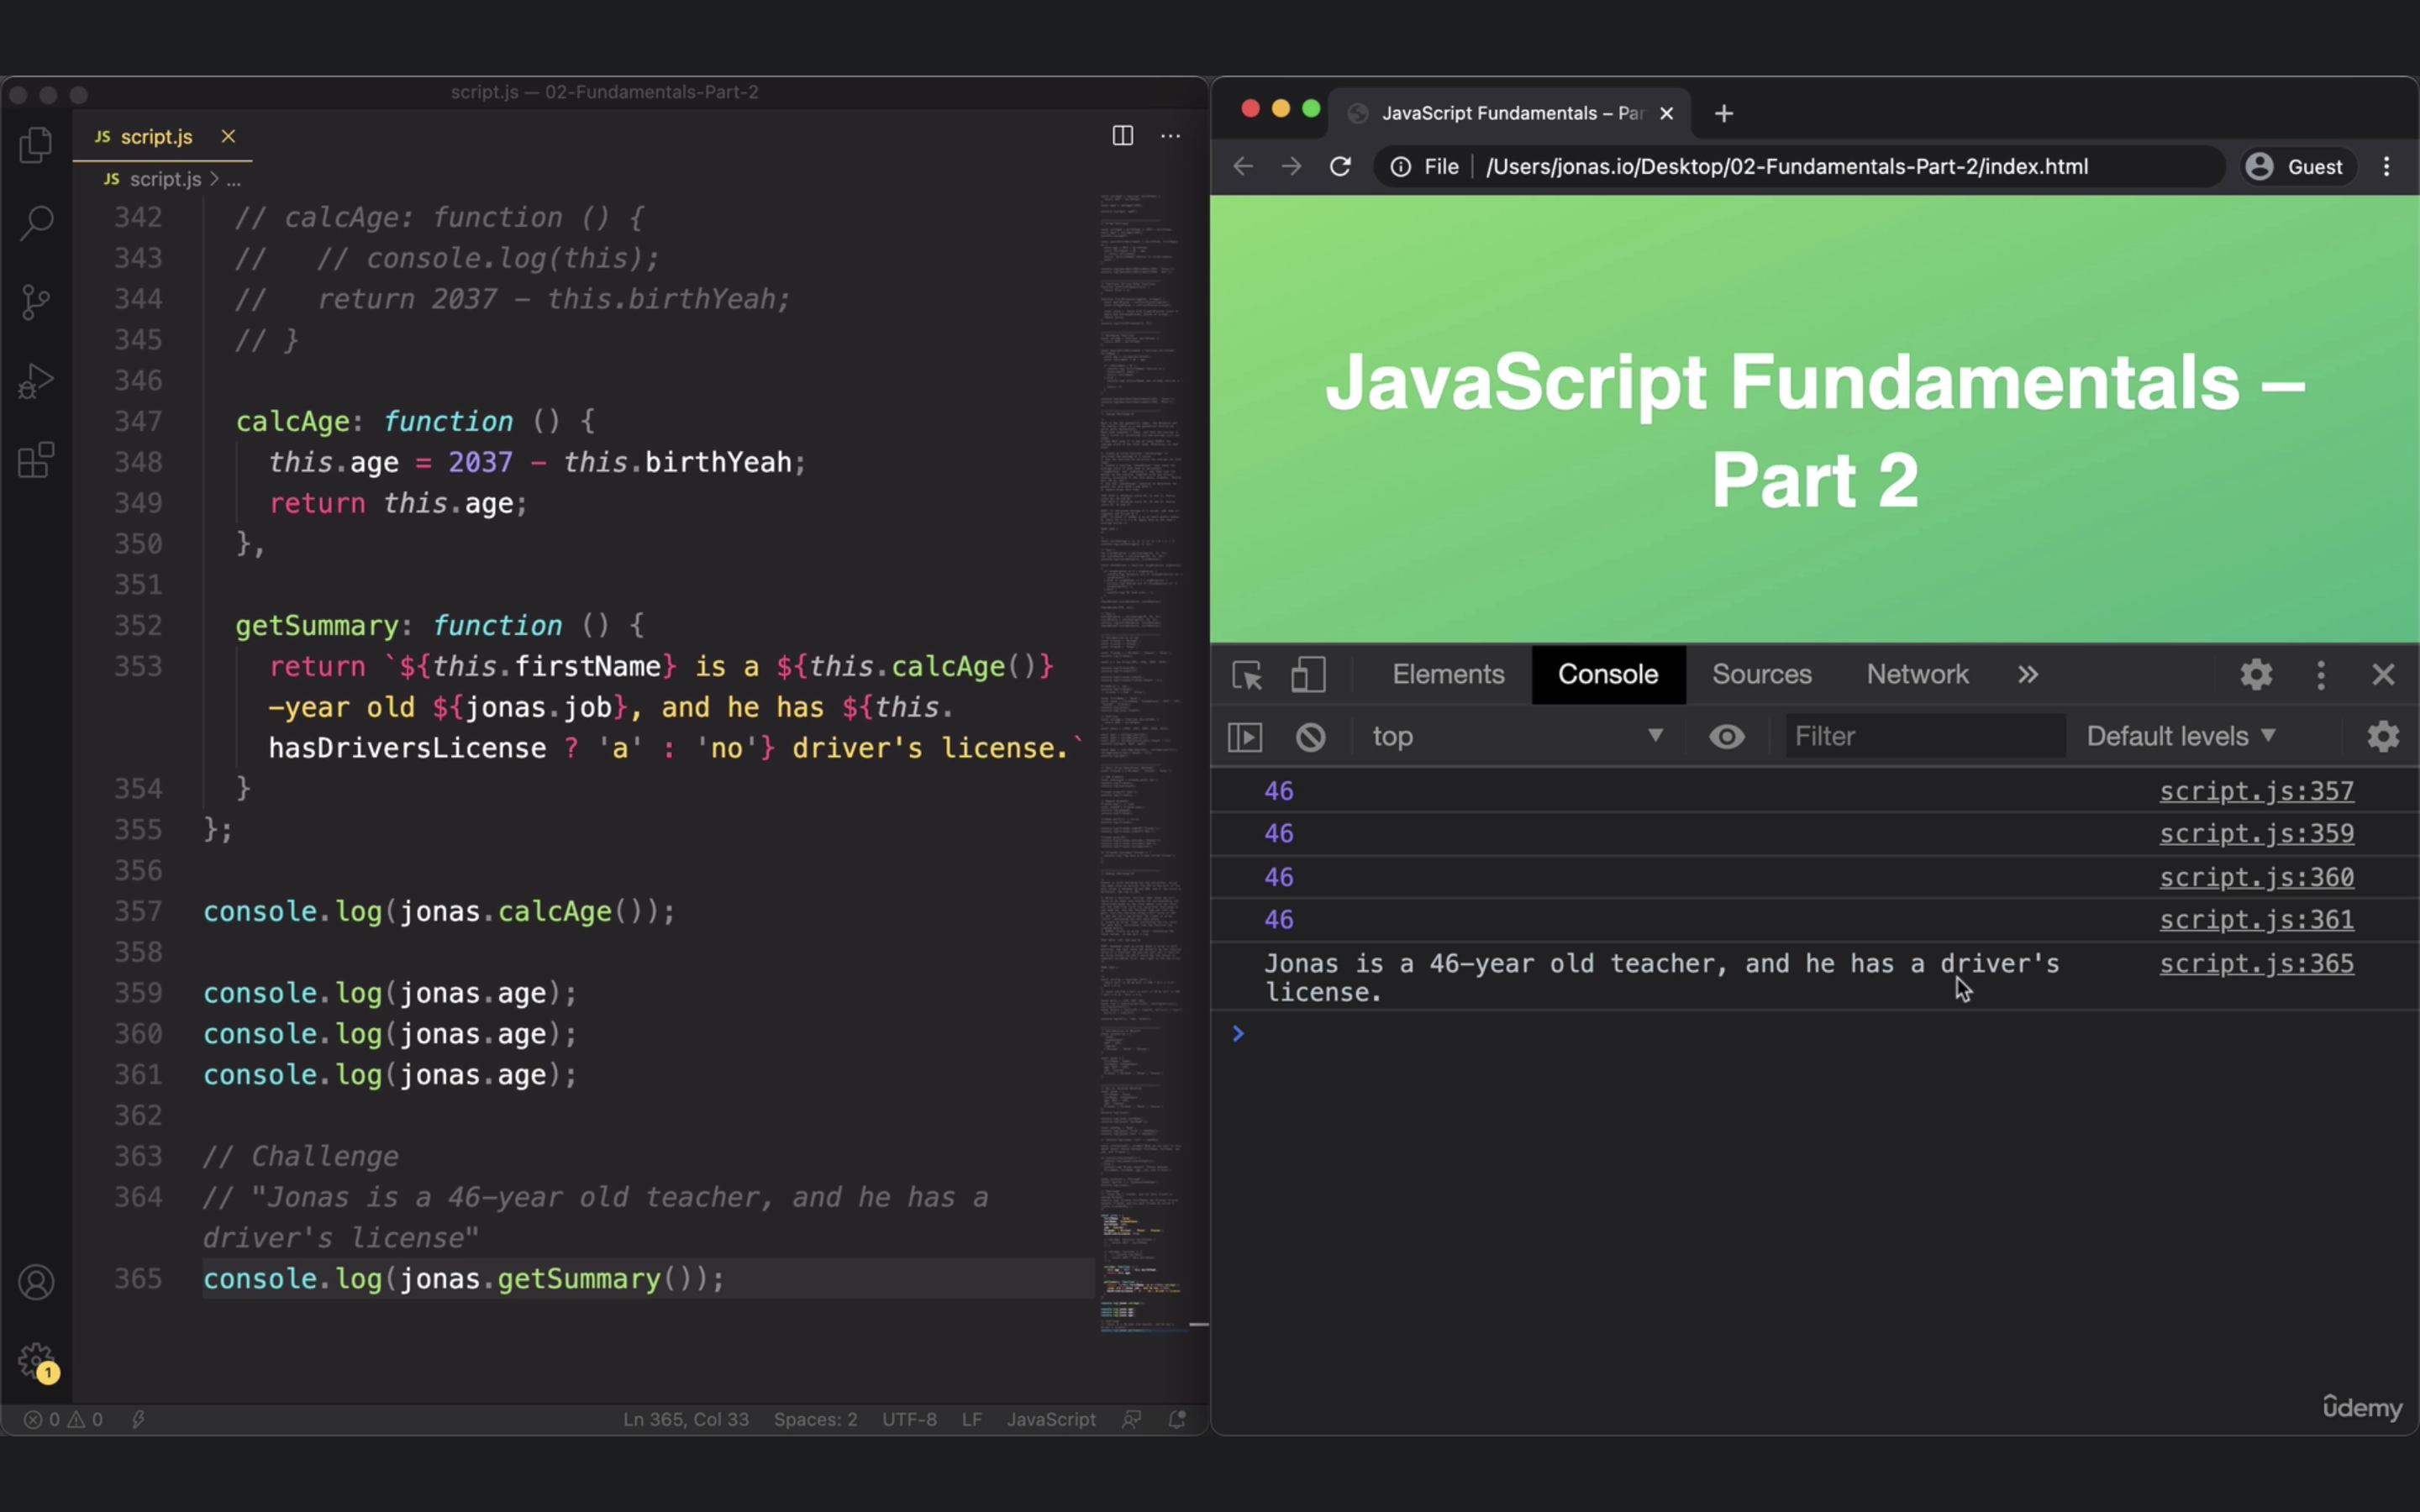 script.js — 02-Fundamentals-Part-2
JS script.js
JS script.js > ...
342 // calcAge: function () {
343 //   // console.log(this);
344 //   return 2037 - this.birthYeah;
345 // }
346
347 calcAge: function () {
348 this.age = 2037 - this.birthYeah;
349 return this.age;
350 },
351
352 getSummary: function () {
353 return `${this.firstName} is a ${this.calcAge()}
-year old ${jonas.job}, and he has ${this.
hasDriversLicense ? 'a' : 'no'} driver's license.`
354 }
355 };
356
357 console.log(jonas.calcAge());
358
359 console.log(jonas.age);
360 console.log(jonas.age);
361 console.log(jonas.age);
362
363 // Challenge
364 // "Jonas is a 46-year old teacher, and he has a
driver's license"
365 console.log(jonas.getSummary());
1
0 0 Ln 365, Col 33 Spaces: 2 UTF-8 LF JavaScript
JavaScript Fundamentals – Par
File /Users/jonas.io/Desktop/02-Fundamentals-Part-2/index.html Guest
JavaScript Fundamentals –
Part 2
Elements Console Sources Network
top Filter Default levels
46 script.js:357
46 script.js:359
46 script.js:360
46 script.js:361
Jonas is a 46-year old teacher, and he has a driver's script.js:365
license.
ûdemy